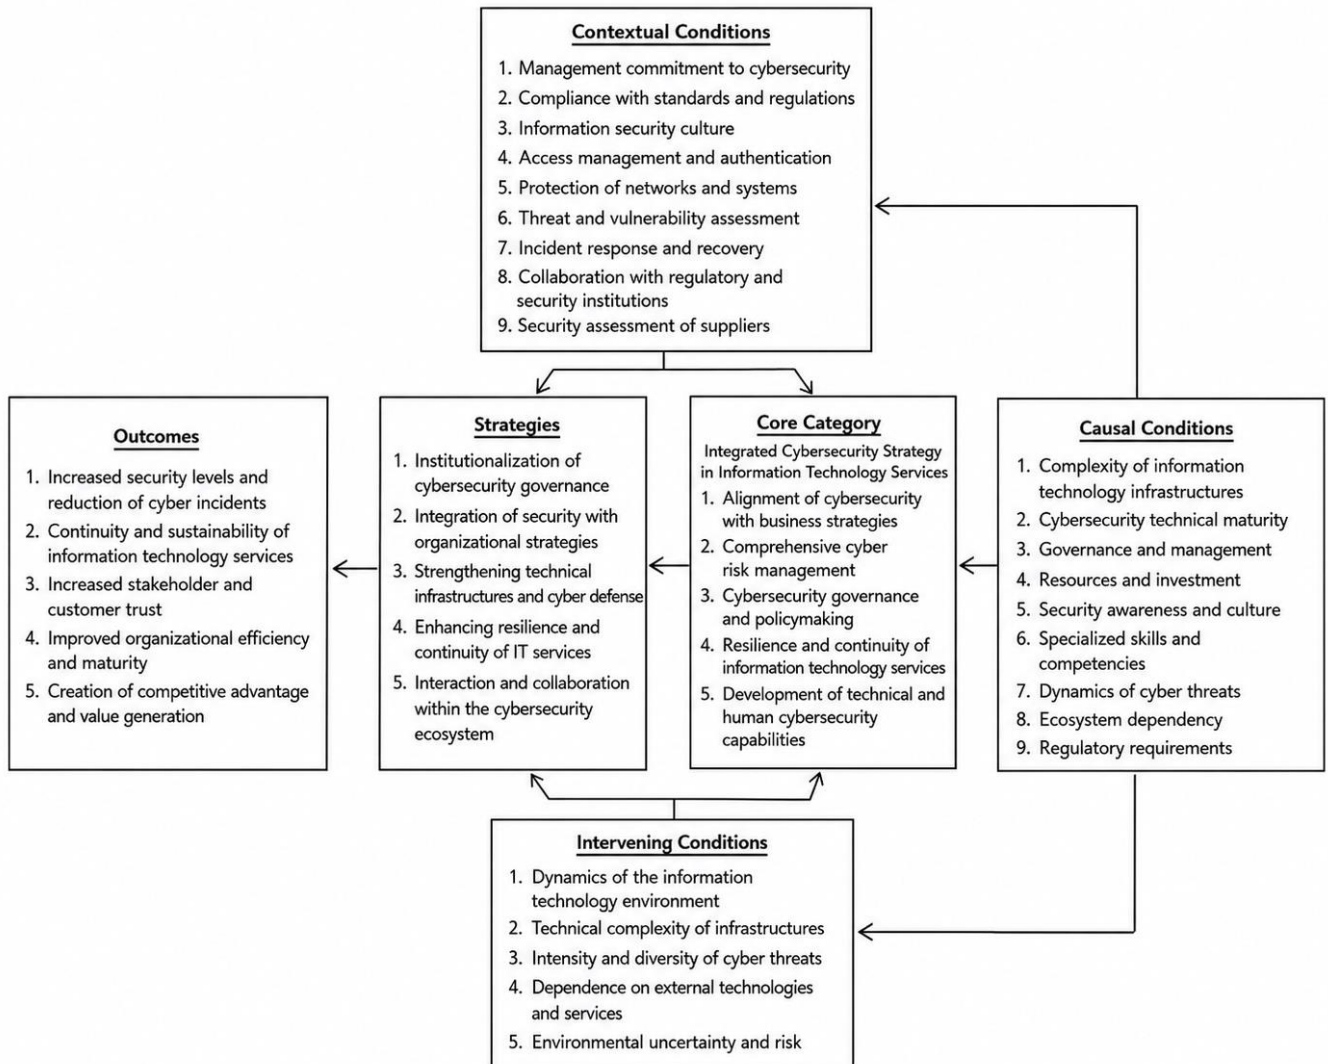 Contextual Conditions
1. Management commitment to cybersecurity
2. Compliance with standards and regulations
3. Information security culture
4. Access management and authentication
5. Protection of networks and systems
6. Threat and vulnerability assessment
7. Incident response and recovery
8. Collaboration with regulatory and
security institutions
9. Security assessment of suppliers
Outcomes
1. Increased security levels and
reduction of cyber incidents
2. Continuity and sustainability of
information technology services
3. Increased stakeholder and
customer trust
4. Improved organizational efficiency
and maturity
5. Creation of competitive advantage
and value generation
Strategies
1. Institutionalization of
cybersecurity governance
2. Integration of security with
organizational strategies
3. Strengthening technical
infrastructures and cyber defense
4. Enhancing resilience and
continuity of IT services
5. Interaction and collaboration
within the cybersecurity
ecosystem
Core Category
Integrated Cybersecurity Strategy
in Information Technology Services
1. Alignment of cybersecurity
with business strategies
2. Comprehensive cyber
risk management
3. Cybersecurity governance
and policymaking
4. Resilience and continuity of
information technology services
5. Development of technical and
human cybersecurity
capabilities
Causal Conditions
1. Complexity of information
technology infrastructures
2. Cybersecurity technical maturity
3. Governance and management
4. Resources and investment
5. Security awareness and culture
6. Specialized skills and
competencies
7. Dynamics of cyber threats
8. Ecosystem dependency
9. Regulatory requirements
Intervening Conditions
1. Dynamics of the information
technology environment
2. Technical complexity of infrastructures
3. Intensity and diversity of cyber threats
4. Dependence on external technologies
and services
5. Environmental uncertainty and risk